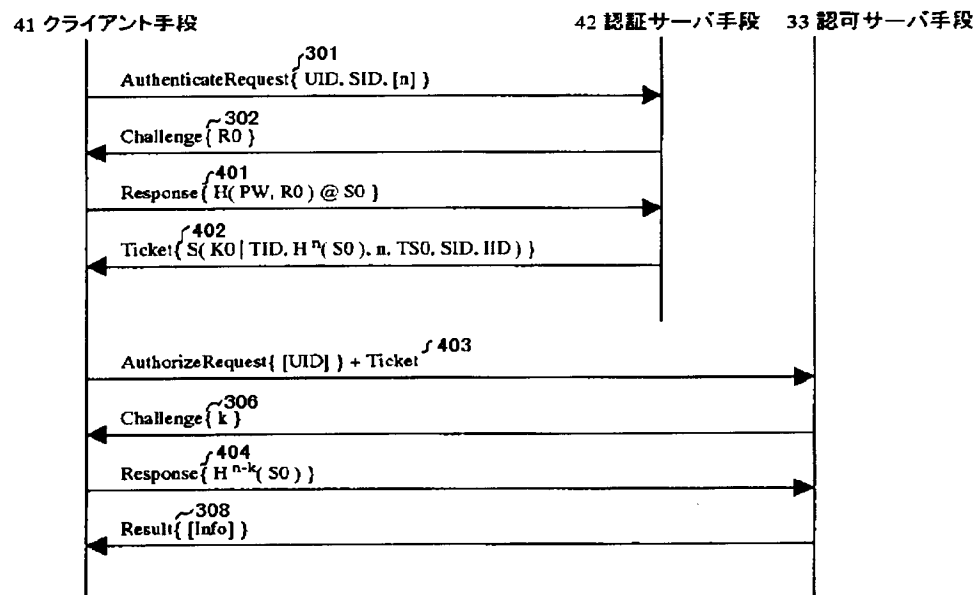 41 クライアント手段 42 認証サーバ手段 33 認可サーバ手段
301
AuthenticateRequest{ UID, SID, [n] }
302
Challenge{ R0 }
401
Response{ H( PW, R0 ) @ S0 }
402
Ticket{ S( K0 | TID, H n( S0 ), n, TS0, SID, IID ) }
403
AuthorizeRequest{ [UID] } + Ticket
306
Challenge{ k }
404
Response{ H n-k( S0 ) }
308
Result{ [Info] }